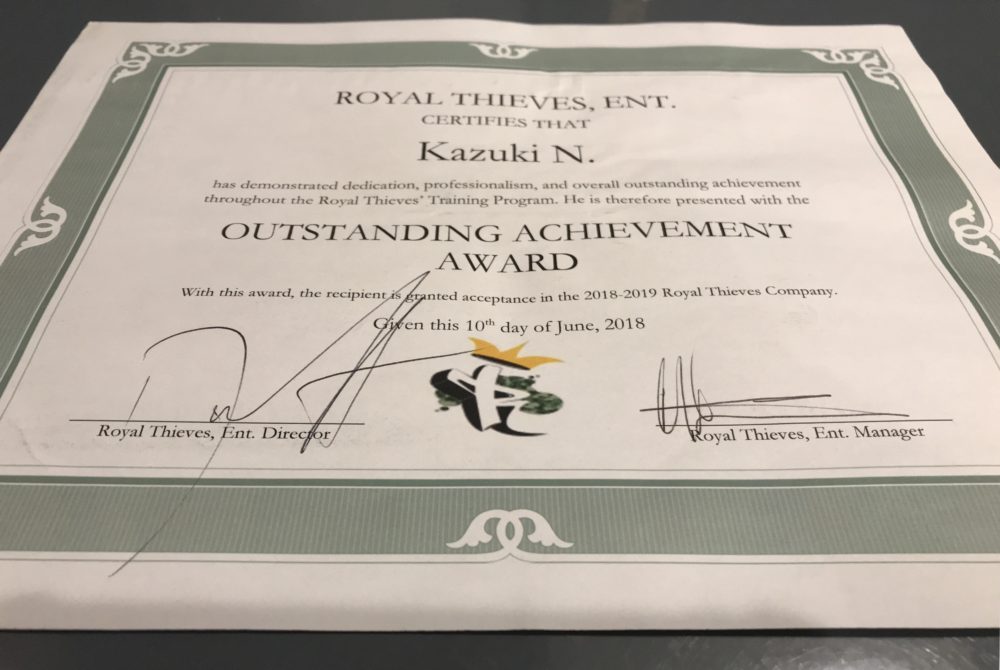 ROYAL THIEVES, ENT.
CERTIFIES THAT
Kazuki N.
has demonstrated dedication, professionalism, and overall outstanding achievement
throughout the Royal Thieves' Training Program. He is therefore presented with the
OUTSTANDING ACHIEVEMENT
AWARD
With this award, the recipient is granted acceptance in the 2018-2019 Royal Thieves Company.
Given this 10th day of June, 2018
Royal Thieves, Ent. Director
Royal Thieves, Ent. Manager